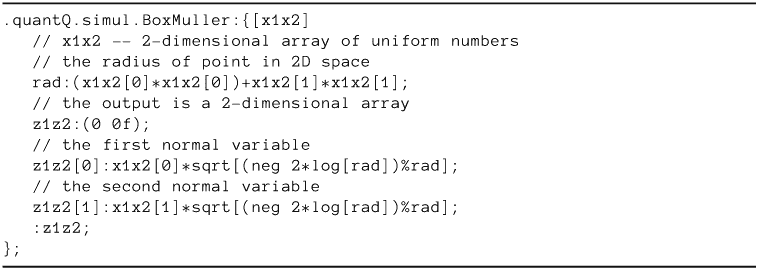 .quantQ.simul.BoxMuller:{[x1x2]
// x1x2 -- 2-dimensional array of uniform numbers
// the radius of point in 2D space
rad:(x1x2[0]*x1x2[0])+x1x2[1]*x1x2[1];
// the output is a 2-dimensional array
z1z2:(0 0f);
// the first normal variable
z1z2[0]:x1x2[0]*sqrt[(neg 2*log[rad])%rad];
// the second normal variable
z1z2[1]:x1x2[1]*sqrt[(neg 2*log[rad])%rad];
:z1z2;
};